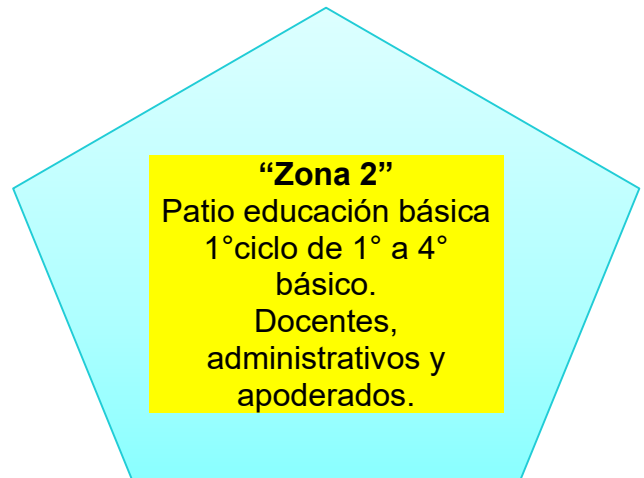 “Zona 2”
Patio educación básica
1°ciclo de 1° a 4°
básico.
Docentes,
administrativos y
apoderados.